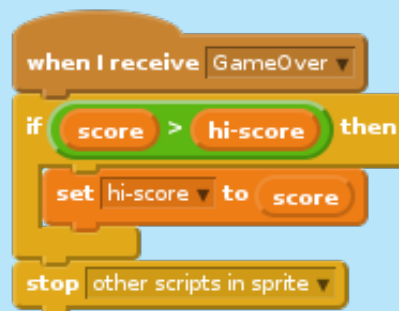 when I receive GameOver
if score > hi-score then
set hi-score to score
stop other scripts in sprite